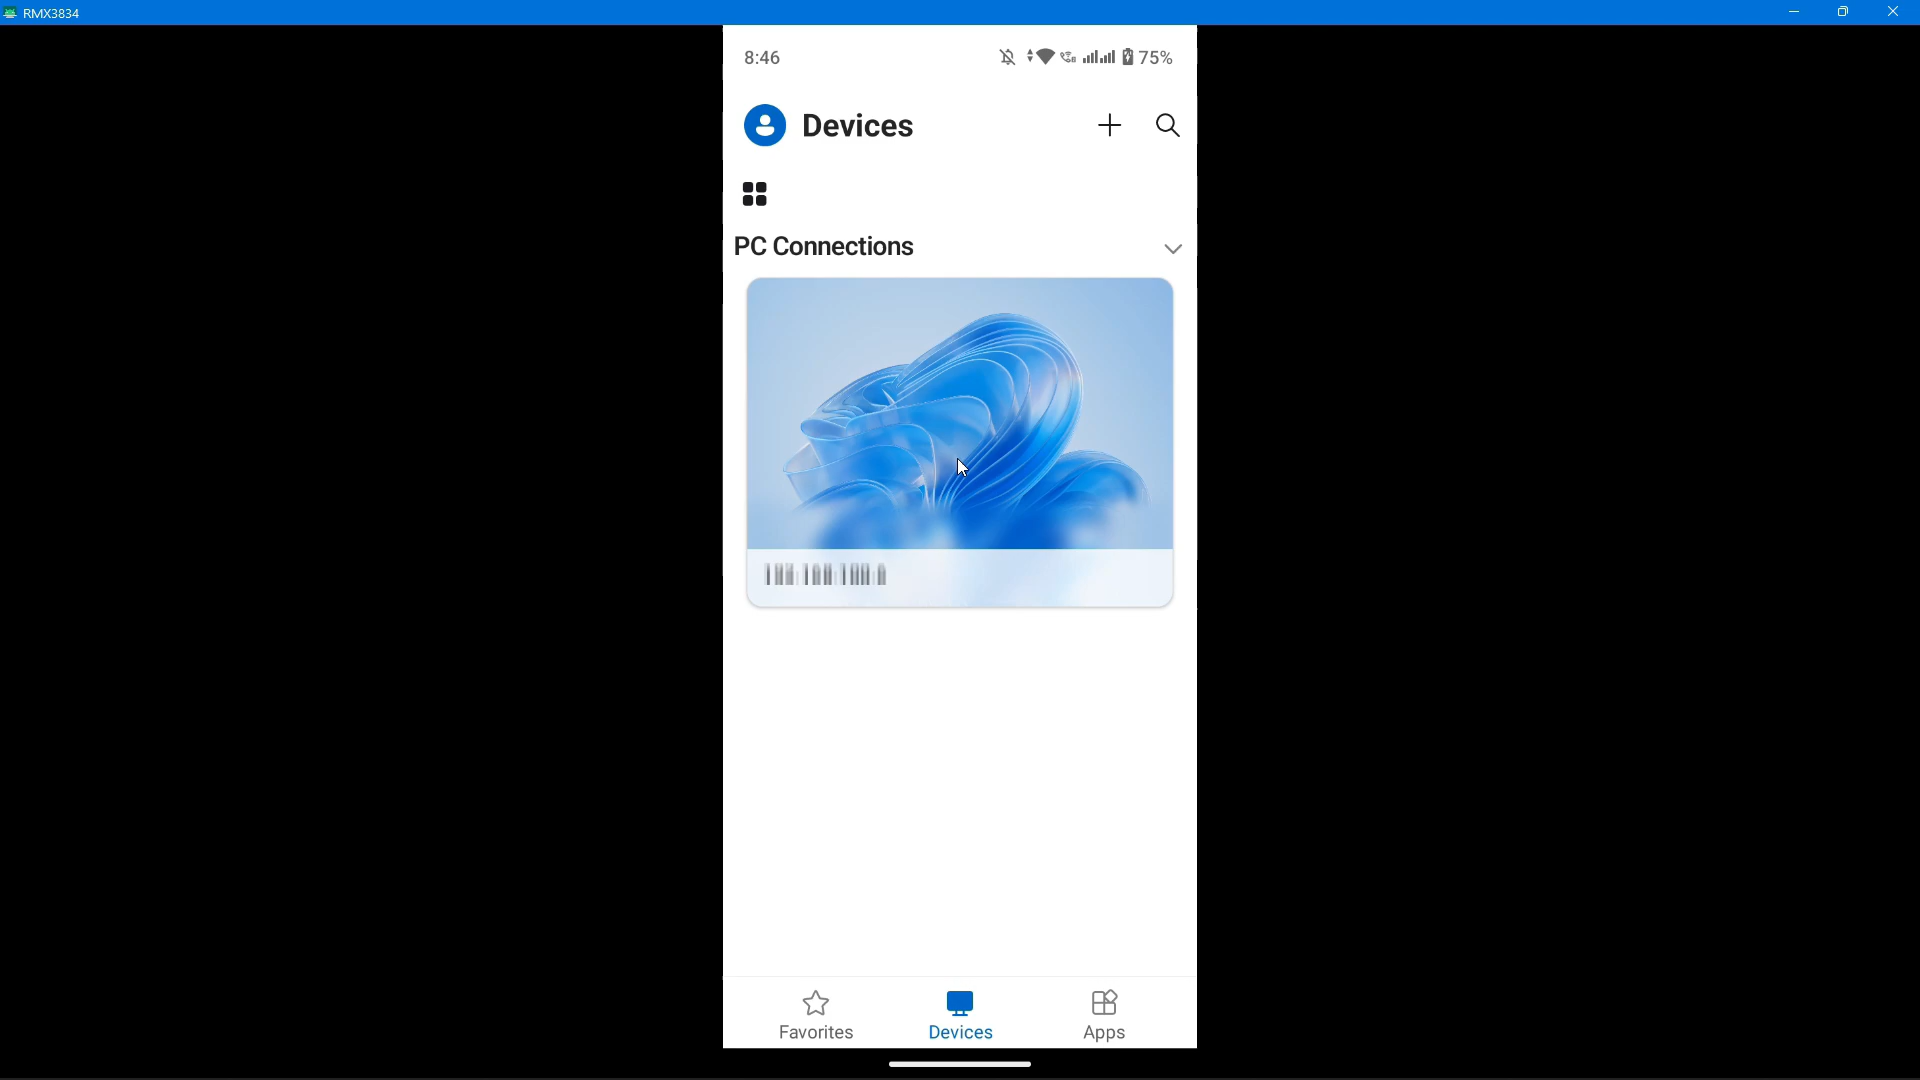 RMX3834
8:46
75%
Devices
PC Connections
Favorites
Devices
Apps